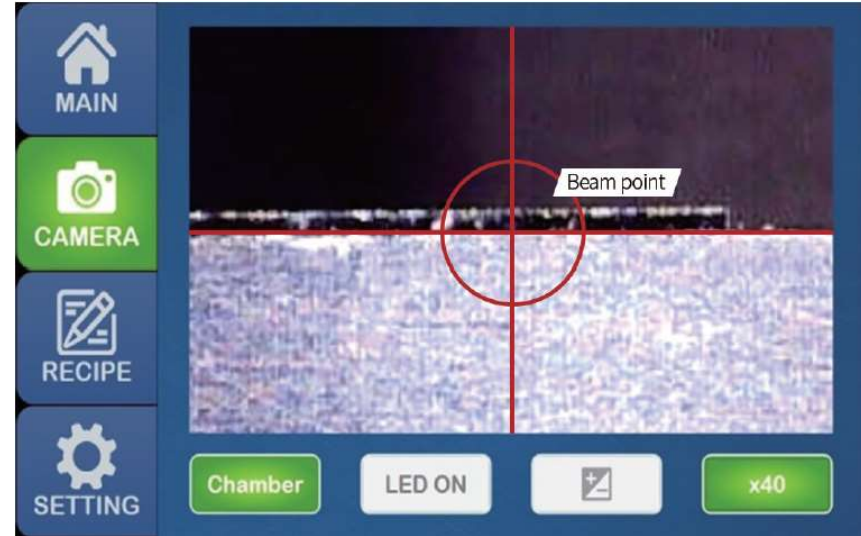 MAIN
CAMERA
RECIPE
SETTING
Beam point
Chamber
LED ON
x40